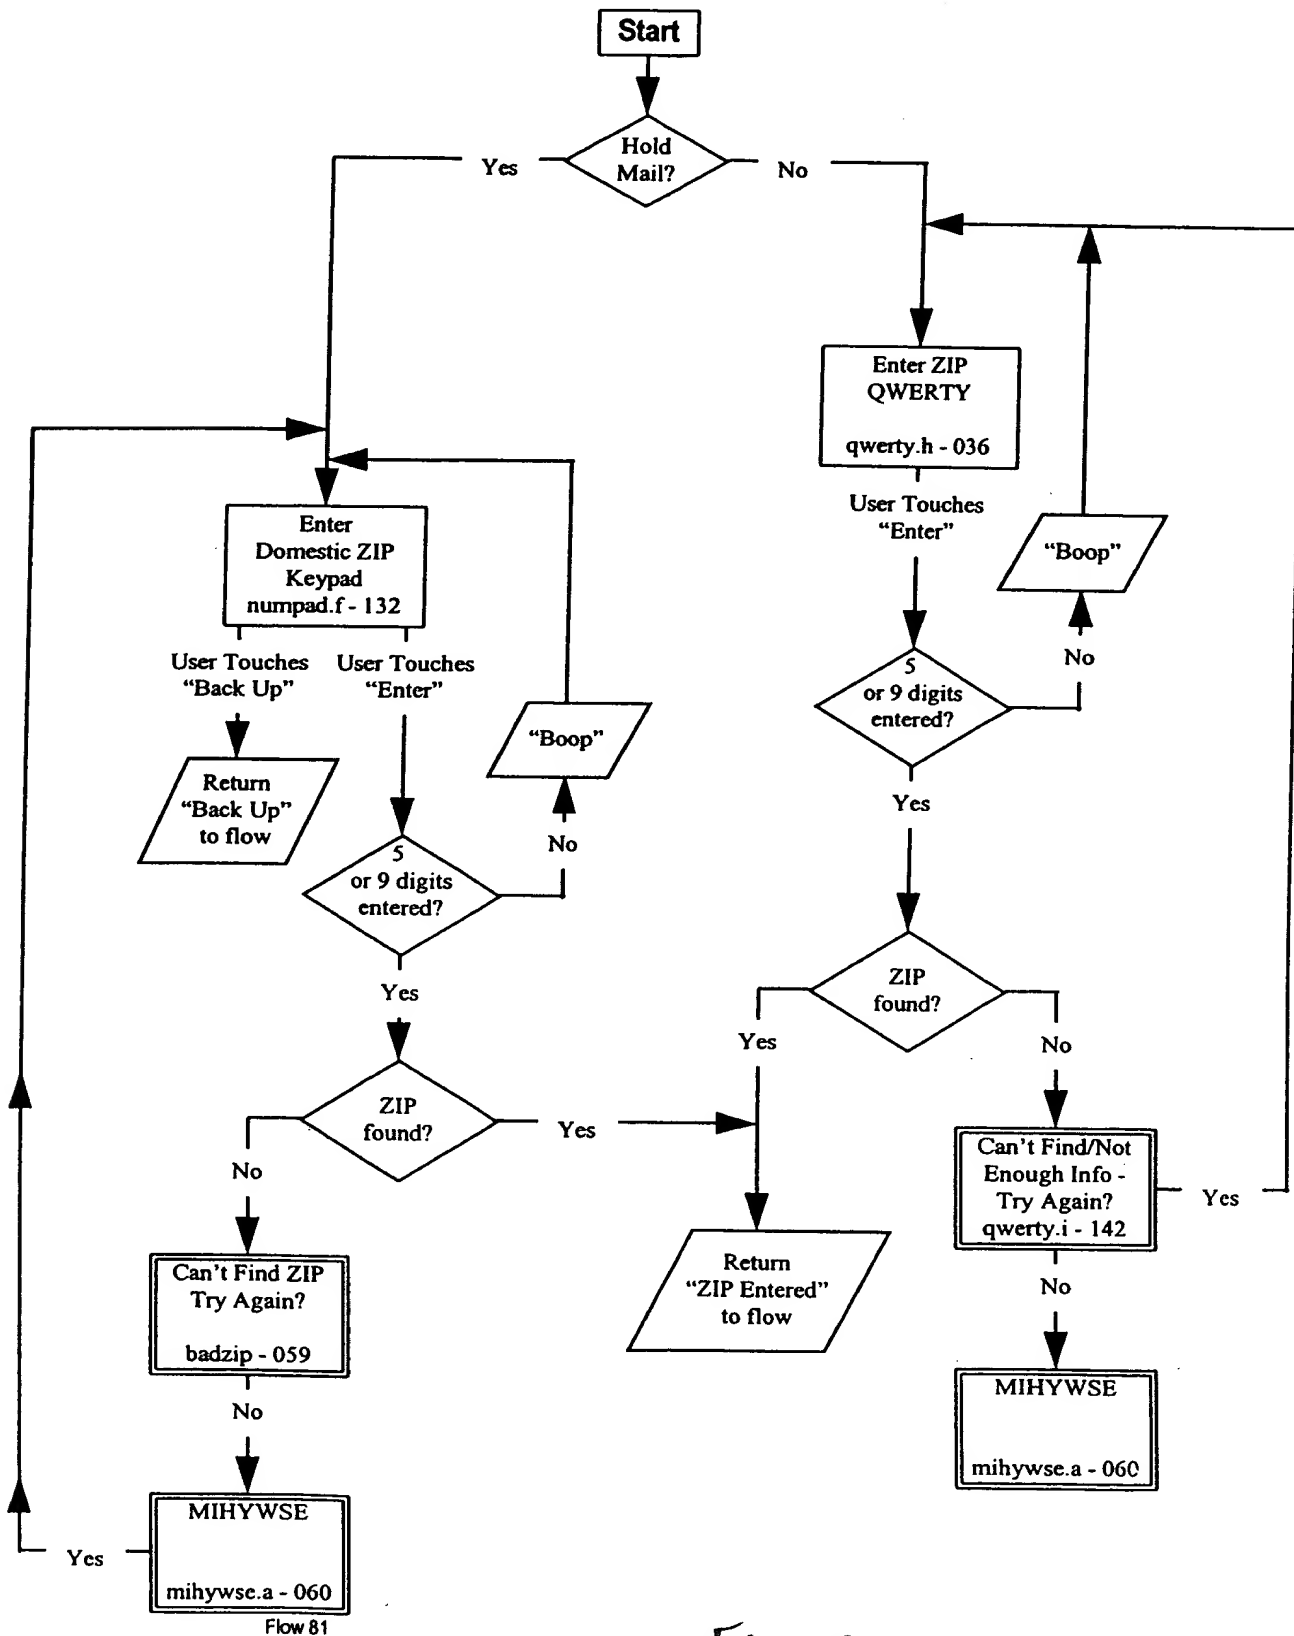 Start
Hold
Mail?
Yes
No
Enter ZIP
QWERTY
qwerty.h - 036
User Touches
“Enter”
“Boop”
No
5
or 9 digits
entered?
Yes
ZIP
found?
Yes
No
Can't Find/Not
Enough Info -
Try Again?
qwerty.i - 142
Yes
No
MIHYWSE
mihywse.a - 060
Enter
Domestic ZIP
Keypad
numpad.f - 132
User Touches
“Back Up”
User Touches
“Enter”
Return
“Back Up”
to flow
“Boop”
No
5
or 9 digits
entered?
Yes
ZIP
found?
Yes
No
Return
“ZIP Entered”
to flow
Can't Find ZIP
Try Again?
badzip - 059
No
MIHYWSE
mihywse.a - 060
Yes
Flow 81